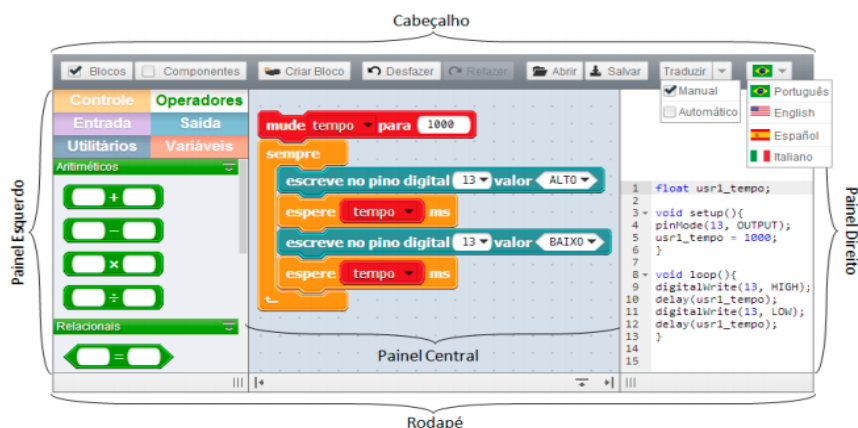 Cabeçalho
Blocos Componentes Criar Bloco Desfazer Refazer Abrir Salvar Traduzir
Manual
Automático
Português
English
Español
Italiano
Controle Operadores
Entrada Saída
Utilitários Variáveis
Aritiméticos
+
−
×
÷
Relacionais
=
mude tempo para 1000
sempre
escreve no pino digital 13 valor ALTO
espere tempo ms
escreve no pino digital 13 valor BAIXO
espere tempo ms
Painel Esquerdo
Painel Central
Painel Direito
1 float usr1_tempo;
2
3 void setup(){
4 pinMode(13, OUTPUT);
5 usr1_tempo = 1000;
6 }
7
8 void loop(){
9 digitalWrite(13, HIGH);
10 delay(usr1_tempo);
11 digitalWrite(13, LOW);
12 delay(usr1_tempo);
13 }
14
15
Rodapé